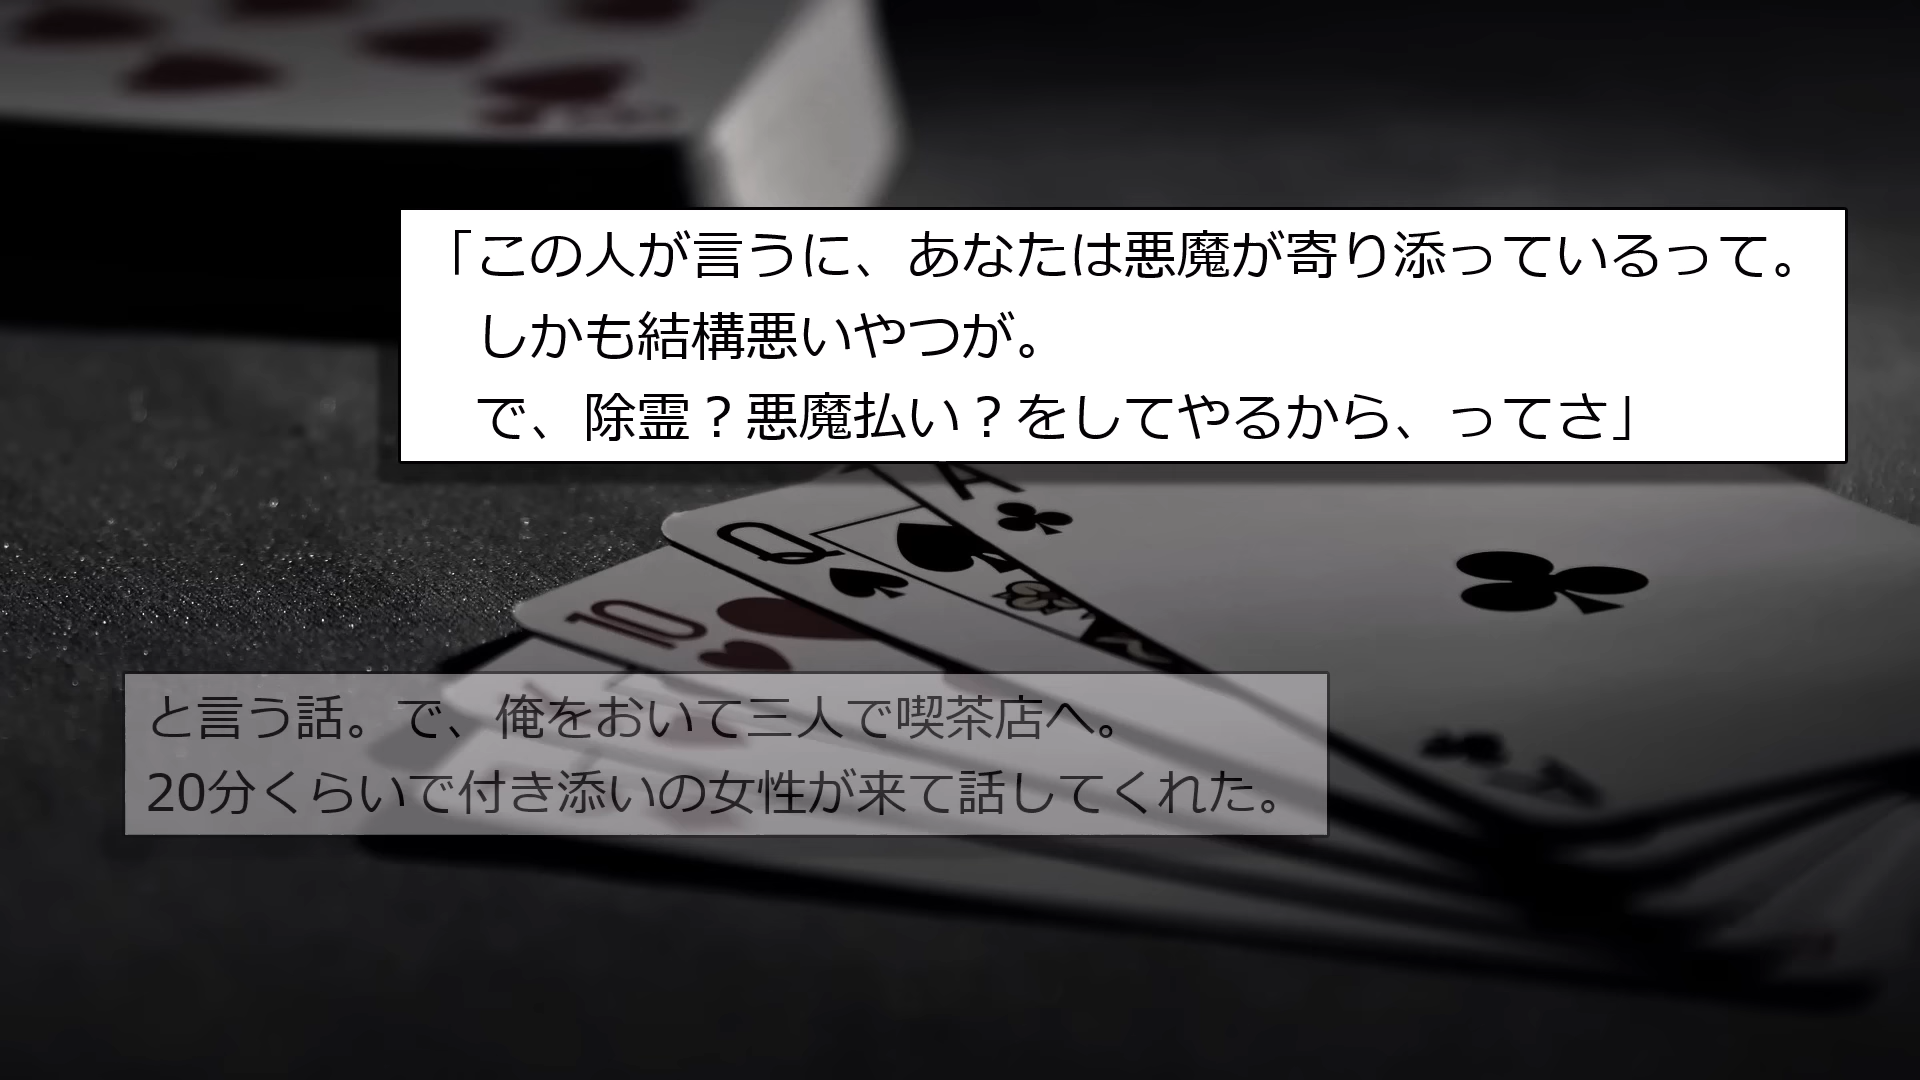 「この人が言うに、あなたは悪魔が寄り添っているって。
しかも結構悪いやつが。
で、除霊？悪魔払い？をしてやるから、ってさ」
A
Q
10
と言う話。で、俺をおいて三人で喫茶店へ。
20分くらいで付き添いの女性が来て話してくれた。
A